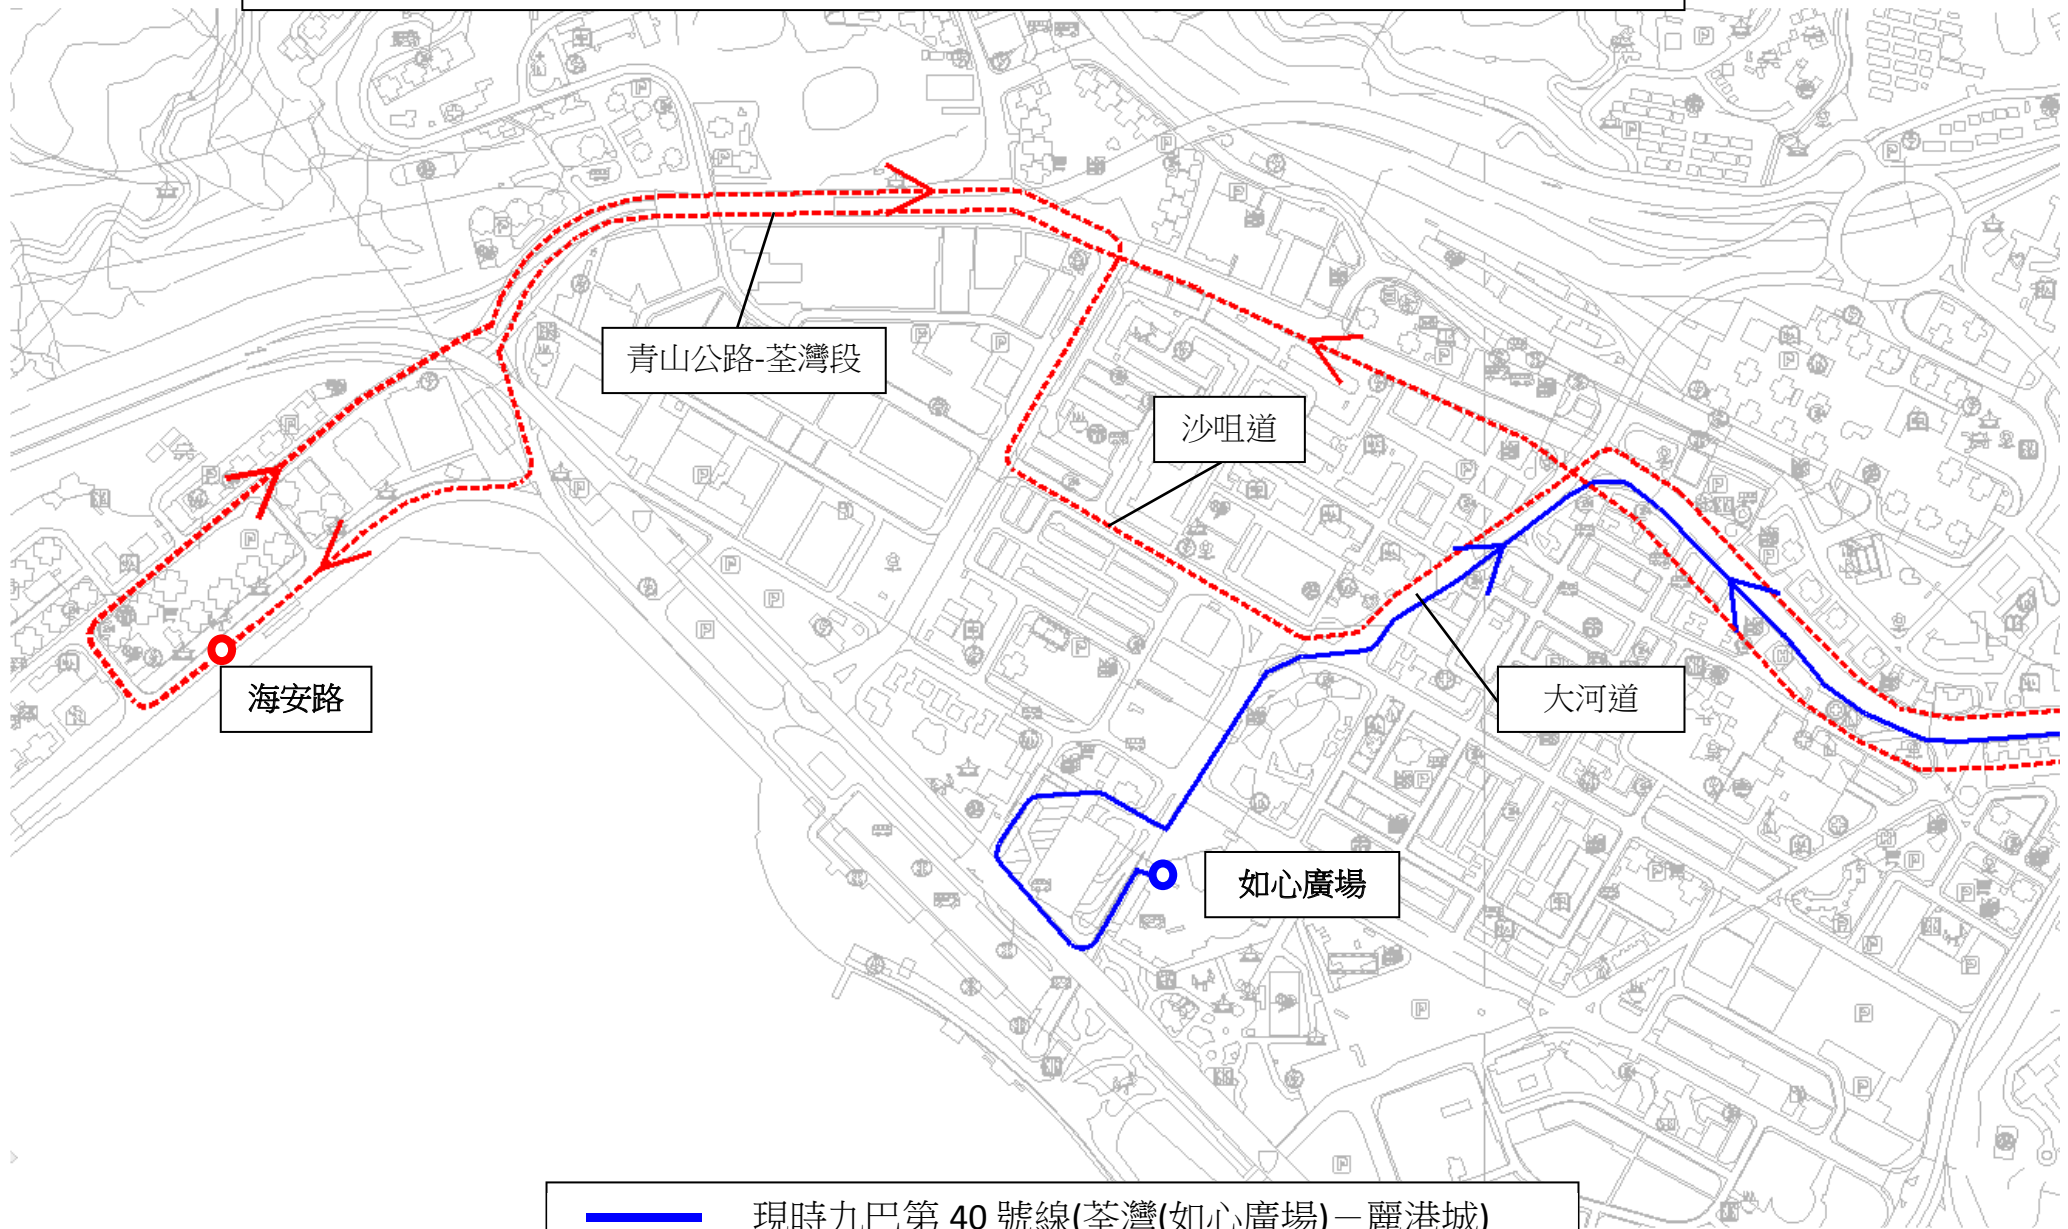 青山公路-荃灣段
沙咀道
海安路
大河道
如心廣場
現時九巴第 40 號線(荃灣(如心廣場)－麗港城)